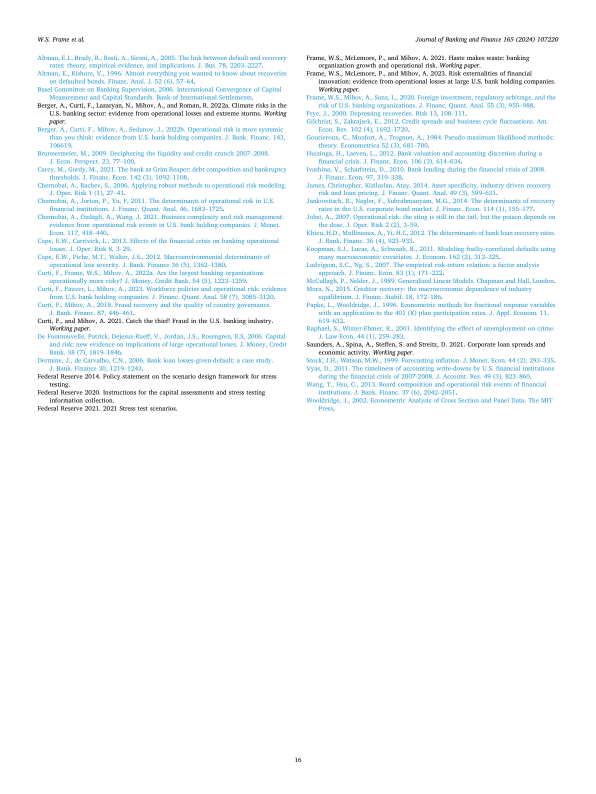 W.S. Frame et al.
Journal of Banking and Finance 165 (2024) 107220
Altman, E.I., Brady, B., Resti, A., Sironi, A., 2005. The link between default and recovery
rates: theory, empirical evidence, and implications. J. Bus. 78, 2203–2227.
Altman, E., Kishore, V., 1996. Almost everything you wanted to know about recoveries
on defaulted bonds. Financ. Anal. J. 52 (6), 57–64.
Basel Committee on Banking Supervision, 2006. International Convergence of Capital
Measurement and Capital Standards. Bank of International Settlements.
Berger, A., Curti, F., Lazaryan, N., Mihov, A., and Roman, R. 2022a. Climate risks in the
U.S. banking sector: evidence from operational losses and extreme storms. Working
paper.
Berger, A., Curti, F., Mihov, A., Sedunov, J., 2022b. Operational risk is more systemic
than you think: evidence from U.S. bank holding companies. J. Bank. Financ. 143,
106619.
Brunnermeier, M., 2009. Deciphering the liquidity and credit crunch 2007–2008.
J. Econ. Perspect. 23, 77–100.
Carey, M., Gordy, M., 2021. The bank as Grim Reaper: debt composition and bankruptcy
thresholds. J. Financ. Econ. 142 (3), 1092–1108.
Chernobai, A., Rachev, S., 2006. Applying robust methods to operational risk modeling.
J. Oper. Risk 1 (1), 27–41.
Chernobai, A., Jorion, P., Yu, F., 2011. The determinants of operational risk in U.S.
financial institutions. J. Financ. Quant. Anal. 46, 1683–1725.
Chernobai, A., Ozdagli, A., Wang, J, 2021. Business complexity and risk management:
evidence from operational risk events in U.S. bank holding companies. J. Monet.
Econ. 117, 418–440.
Cope, E.W., Carrivick, L., 2013. Effects of the financial crisis on banking operational
losses. J. Oper. Risk 8, 3–29.
Cope, E.W., Piche, M.T., Walter, J.S., 2012. Macroenvironmental determinants of
operational loss severity. J. Bank. Finance 36 (5), 1362–1380.
Curti, F., Frame, W.S., Mihov, A., 2022a. Are the largest banking organizations
operationally more risky? J. Money, Credit Bank. 54 (5), 1223–1259.
Curti, F., Fauver, L., Mihov, A., 2023. Workforce policies and operational risk: evidence
from U.S. bank holding companies. J. Financ. Quant. Anal. 58 (7), 3085–3120.
Curti, F., Mihov, A., 2018. Fraud recovery and the quality of country governance.
J. Bank. Financ. 87, 446–461.
Curti, F., and Mihov, A. 2021. Catch the thief! Fraud in the U.S. banking industry.
Working paper.
De Fontnouvelle, Patrick, Dejesus-Rueff, V., Jordan, J.S., Rosengren, E.S, 2006. Capital
and risk: new evidence on implications of large operational losses. J. Money, Credit
Bank. 38 (7), 1819–1846.
Dermine, J., de Carvalho, C.N., 2006. Bank loan losses-given-default: a case study.
J. Bank. Finance 30, 1219–1243.
Federal Reserve 2014. Policy statement on the scenario design framework for stress
testing.
Federal Reserve 2020. Instructions for the capital assessments and stress testing
information collection.
Federal Reserve 2021. 2021 Stress test scenarios.
Frame, W.S., McLemore, P., and Mihov, A. 2021. Haste makes waste: banking
organization growth and operational risk. Working paper.
Frame, W.S., McLemore, P., and Mihov, A. 2023. Risk externalities of financial
innovation: evidence from operational losses at large U.S. bank holding companies.
Working paper.
Frame, W.S., Mihov, A., Sanz, L., 2020. Foreign investment, regulatory arbitrage, and the
risk of U.S. banking organizations. J. Financ. Quant. Anal. 55 (3), 955–988.
Frye, J., 2000. Depressing recoveries. Risk 13, 108–111.
Gilchrist, S., Zakrajsek, E., 2012. Credit spreads and business cycle fluctuations. Am.
Econ. Rev. 102 (4), 1692–1720.
Gourieroux, C., Monfort, A., Trognon, A., 1984. Pseudo maximum likelihood methods:
theory. Econometrica 52 (3), 681–700.
Huizinga, H., Laeven, L., 2012. Bank valuation and accounting discretion during a
financial crisis. J. Financ. Econ. 106 (3), 614–634.
Ivashina, V., Scharfstein, D., 2010. Bank lending during the financial crisis of 2008.
J. Financ. Econ. 97, 319–338.
James, Christopher, Kizilaslan, Atay, 2014. Asset specificity, industry driven recovery
risk and loan pricing. J. Financ. Quant. Anal. 49 (3), 599–631.
Jankowitsch, R., Nagler, F., Subrahmanyam, M.G., 2014. The determinants of recovery
rates in the U.S. corporate bond market. J. Financ. Econ. 114 (1), 155–177.
Jobst, A., 2007. Operational risk: the sting is still in the tail, but the poison depends on
the dose. J. Oper. Risk 2 (2), 3–59.
Khieu, H.D., Mullineaux, A., Yi, H.C, 2012. The determinants of bank loan recovery rates.
J. Bank. Financ. 36 (4), 923–933.
Koopman, S.J., Lucas, A., Schwaab, B., 2011. Modeling frailty-correlated defaults using
many macroeconomic covariates. J. Econom. 162 (2), 312–325.
Ludvigson, S.C., Ng, S., 2007. The empirical risk-return relation: a factor analysis
approach. J. Financ. Econ. 83 (1), 171–222.
McCullagh, P., Nelder, J., 1989. Generalized Linear Models. Chapman and Hall, London.
Mora, N., 2015. Creditor recovery: the macroeconomic dependence of industry
equilibrium. J. Financ. Stabil. 18, 172–186.
Papke, L., Wooldridge, J., 1996. Econometric methods for fractional response variables
with an application to the 401 (K) plan participation rates. J. Appl. Econom. 11,
619–632.
Raphael, S., Winter-Ebmer, R., 2001. Identifying the effect of unemployment on crime.
J. Law Econ. 44 (1), 259–283.
Saunders, A., Spina, A., Steffen, S. and Streitz, D. 2021. Corporate loan spreads and
economic activity. Working paper.
Stock, J.H., Watson, M.W., 1999. Forecasting inflation. J. Monet. Econ. 44 (2), 293–335.
Vyas, D., 2011. The timeliness of accounting write-downs by U.S. financial institutions
during the financial crisis of 2007-2008. J. Account. Res. 49 (3), 823–860.
Wang, T., Hsu, C., 2013. Board composition and operational risk events of financial
institutions. J. Bank. Financ. 37 (6), 2042–2051.
Wooldridge, J., 2002. Econometric Analysis of Cross Section and Panel Data. The MIT
Press.
16